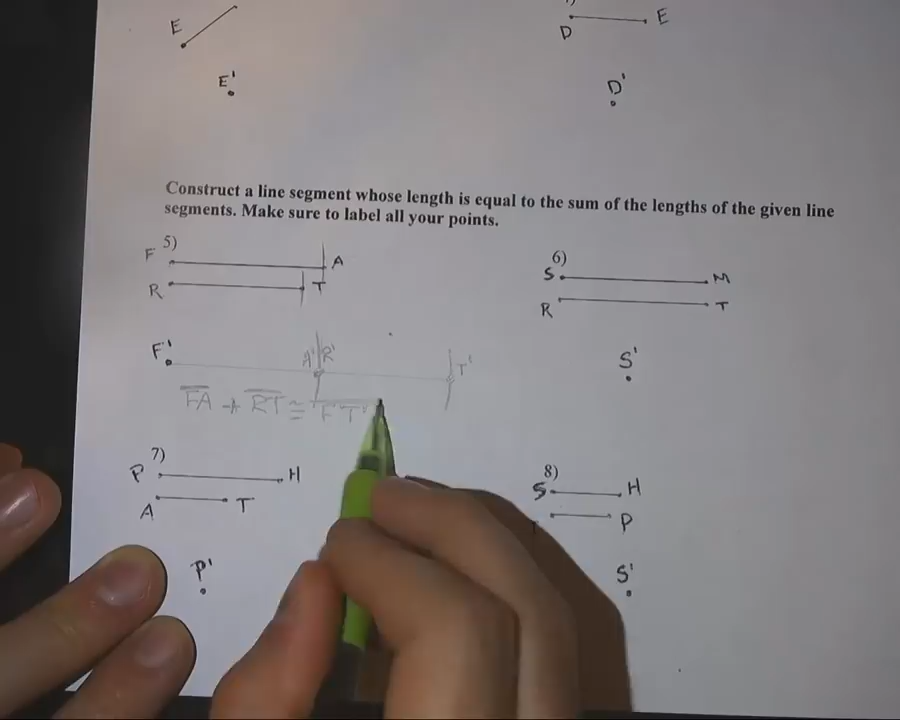 E
E
D
E'
D'
Construct a line segment whose length is equal to the sum of the lengths of the given line
segments. Make sure to label all your points.
5)
F A
R T
6)
S M
R T
F' A' R' T'
S'
FA + RT ≅ F'T'
7)
P H
A T
8)
S H
P
P'
S'